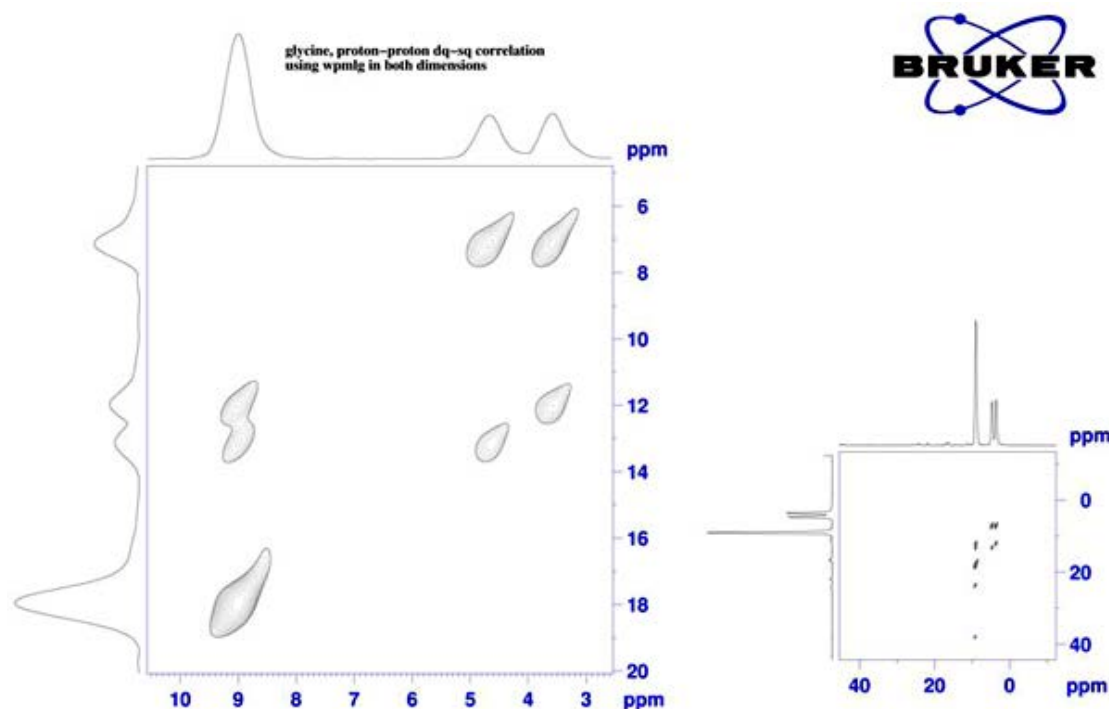 glycine, proton-proton dq-sq correlation
using wpmlg in both dimensions
BRUKER
ppm
6
8
10
12
14
16
18
20
10 9 8 7 6 5 4 3 ppm
ppm
0
20
40
40 20 0 ppm